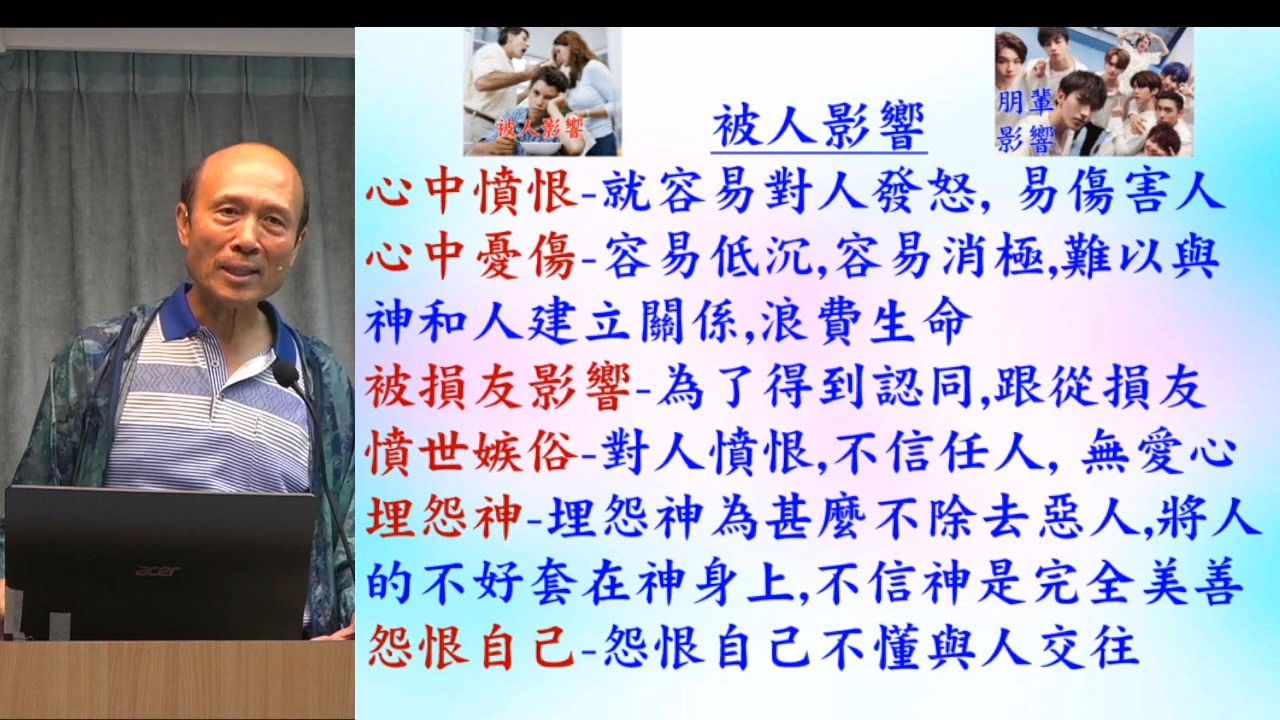 被人影響
朋輩
影響
被人影響
心中憤恨-就容易對人發怒, 易傷害人
心中憂傷-容易低沉,容易消極,難以與
神和人建立關係,浪費生命
被損友影響-為了得到認同,跟從損友
憤世嫉俗-對人憤恨,不信任人, 無愛心
埋怨神-埋怨神為甚麼不除去惡人,將人
的不好套在神身上,不信神是完全美善
怨恨自己-怨恨自己不懂與人交往
acer